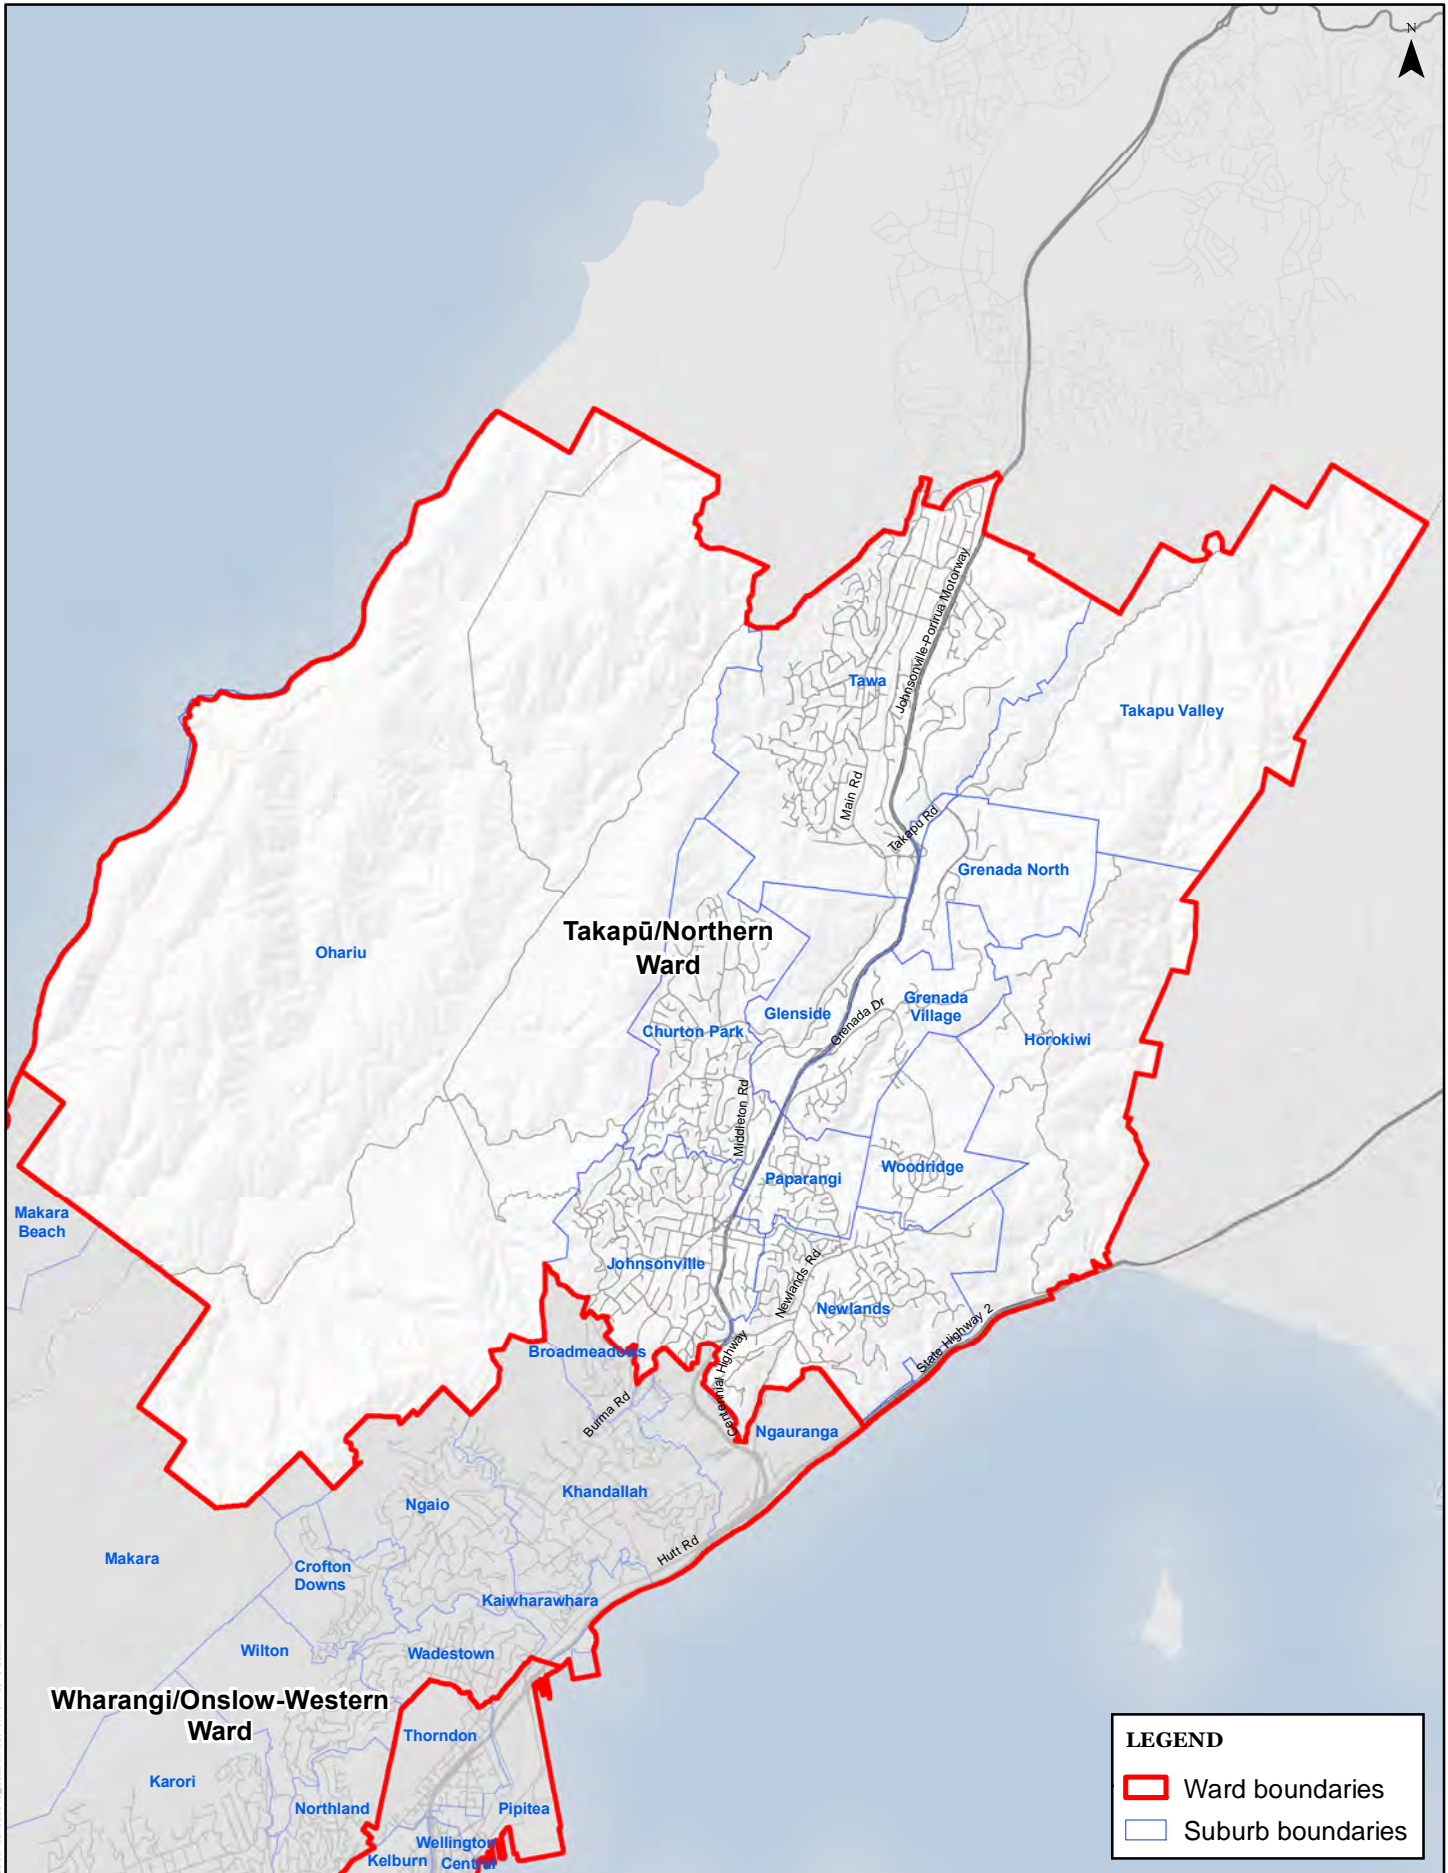 N
Johnsonville-Porirua Motorway
Tawa
Takapu Valley
Main Rd
Takapu Rd
Grenada North
Takapū/Northern
Ward
Ohariu
Grenada
Village
Glenside
Grenada Dr
Churton Park
Horokiwi
Middleton Rd
Woodridge
Paparangi
Makara
Beach
Johnsonville
Newlands Rd
Newlands
State Highway 2
Broadmeadows
Centennial Highway
Burma Rd
Ngauranga
Khandallah
Ngaio
Hutt Rd
Makara
Crofton
Downs
Kaiwharawhara
Wilton
Wadestown
Wharangi/Onslow-Western
Ward
Thorndon
Karori
Northland
Pipitea
Wellington
Central
Kelburn
LEGEND
Ward boundaries
Suburb boundaries